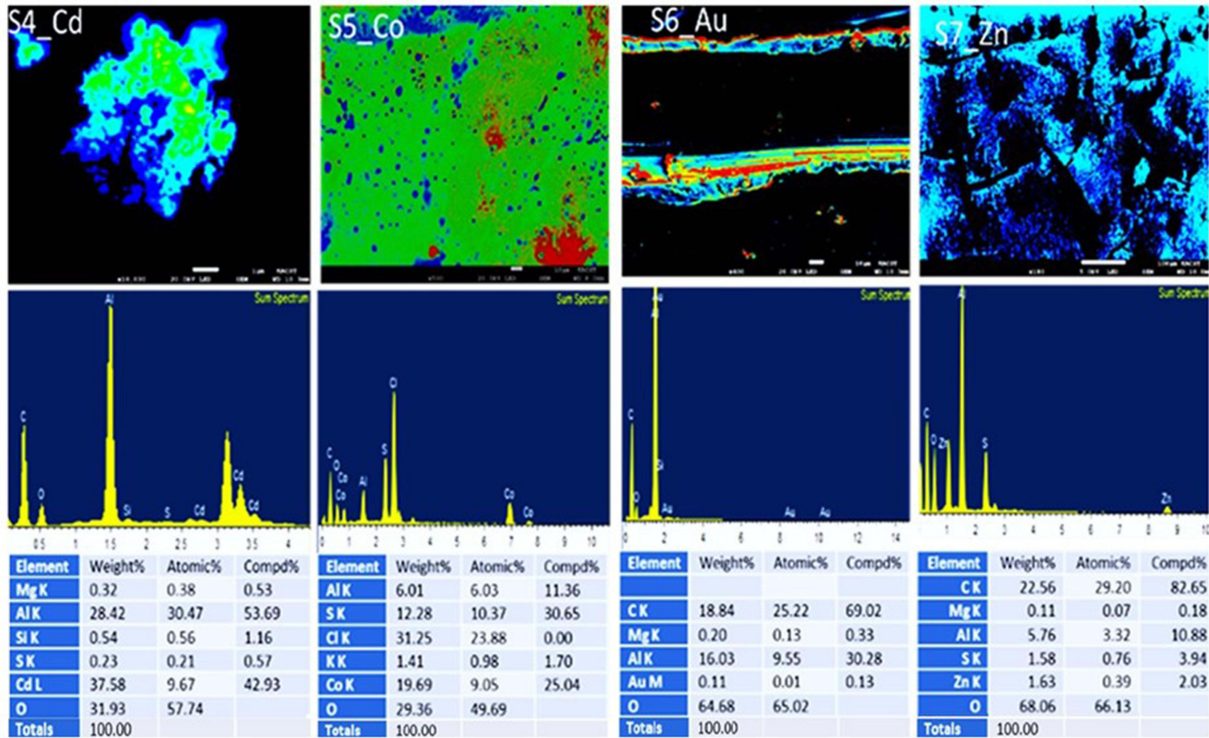 S4_Cd
S5_Co
S6_Au
S7_Zn
Sum Spectrum
Al
C
O
Si
S
Cd
Cd
Cd
0.5 1 1.5 2 2.5 3 3.5 4
Sum Spectrum
Cl
S
C
O
Co
Co
Al
Co
Co
0 1 2 3 4 5 6 7 8 9 10
Sum Spectrum
Au
Al
C
O
Si
Au
Au
Au
0 2 4 6 8 10 12 14
Sum Spectrum
Al
C
O
Zn
S
Zn
0 1 2 3 4 5 6 7 8 9 10
Element Weight% Atomic% Compd%
Mg K 0.32 0.38 0.53
Al K 28.42 30.47 53.69
Si K 0.54 0.56 1.16
S K 0.23 0.21 0.57
Cd L 37.58 9.67 42.93
O 31.93 57.74
Totals 100.00
Element Weight% Atomic% Compd%
Al K 6.01 6.03 11.36
S K 12.28 10.37 30.65
Cl K 31.25 23.88 0.00
K K 1.41 0.98 1.70
Co K 19.69 9.05 25.04
O 29.36 49.69
Totals 100.00
Element Weight% Atomic% Compd%
C K 18.84 25.22 69.02
Mg K 0.20 0.13 0.33
Al K 16.03 9.55 30.28
Au M 0.11 0.01 0.13
O 64.68 65.02
Totals 100.00
Element Weight% Atomic% Compd%
C K 22.56 29.20 82.65
Mg K 0.11 0.07 0.18
Al K 5.76 3.32 10.88
S K 1.58 0.76 3.94
Zn K 1.63 0.39 2.03
O 68.06 66.13
Totals 100.00